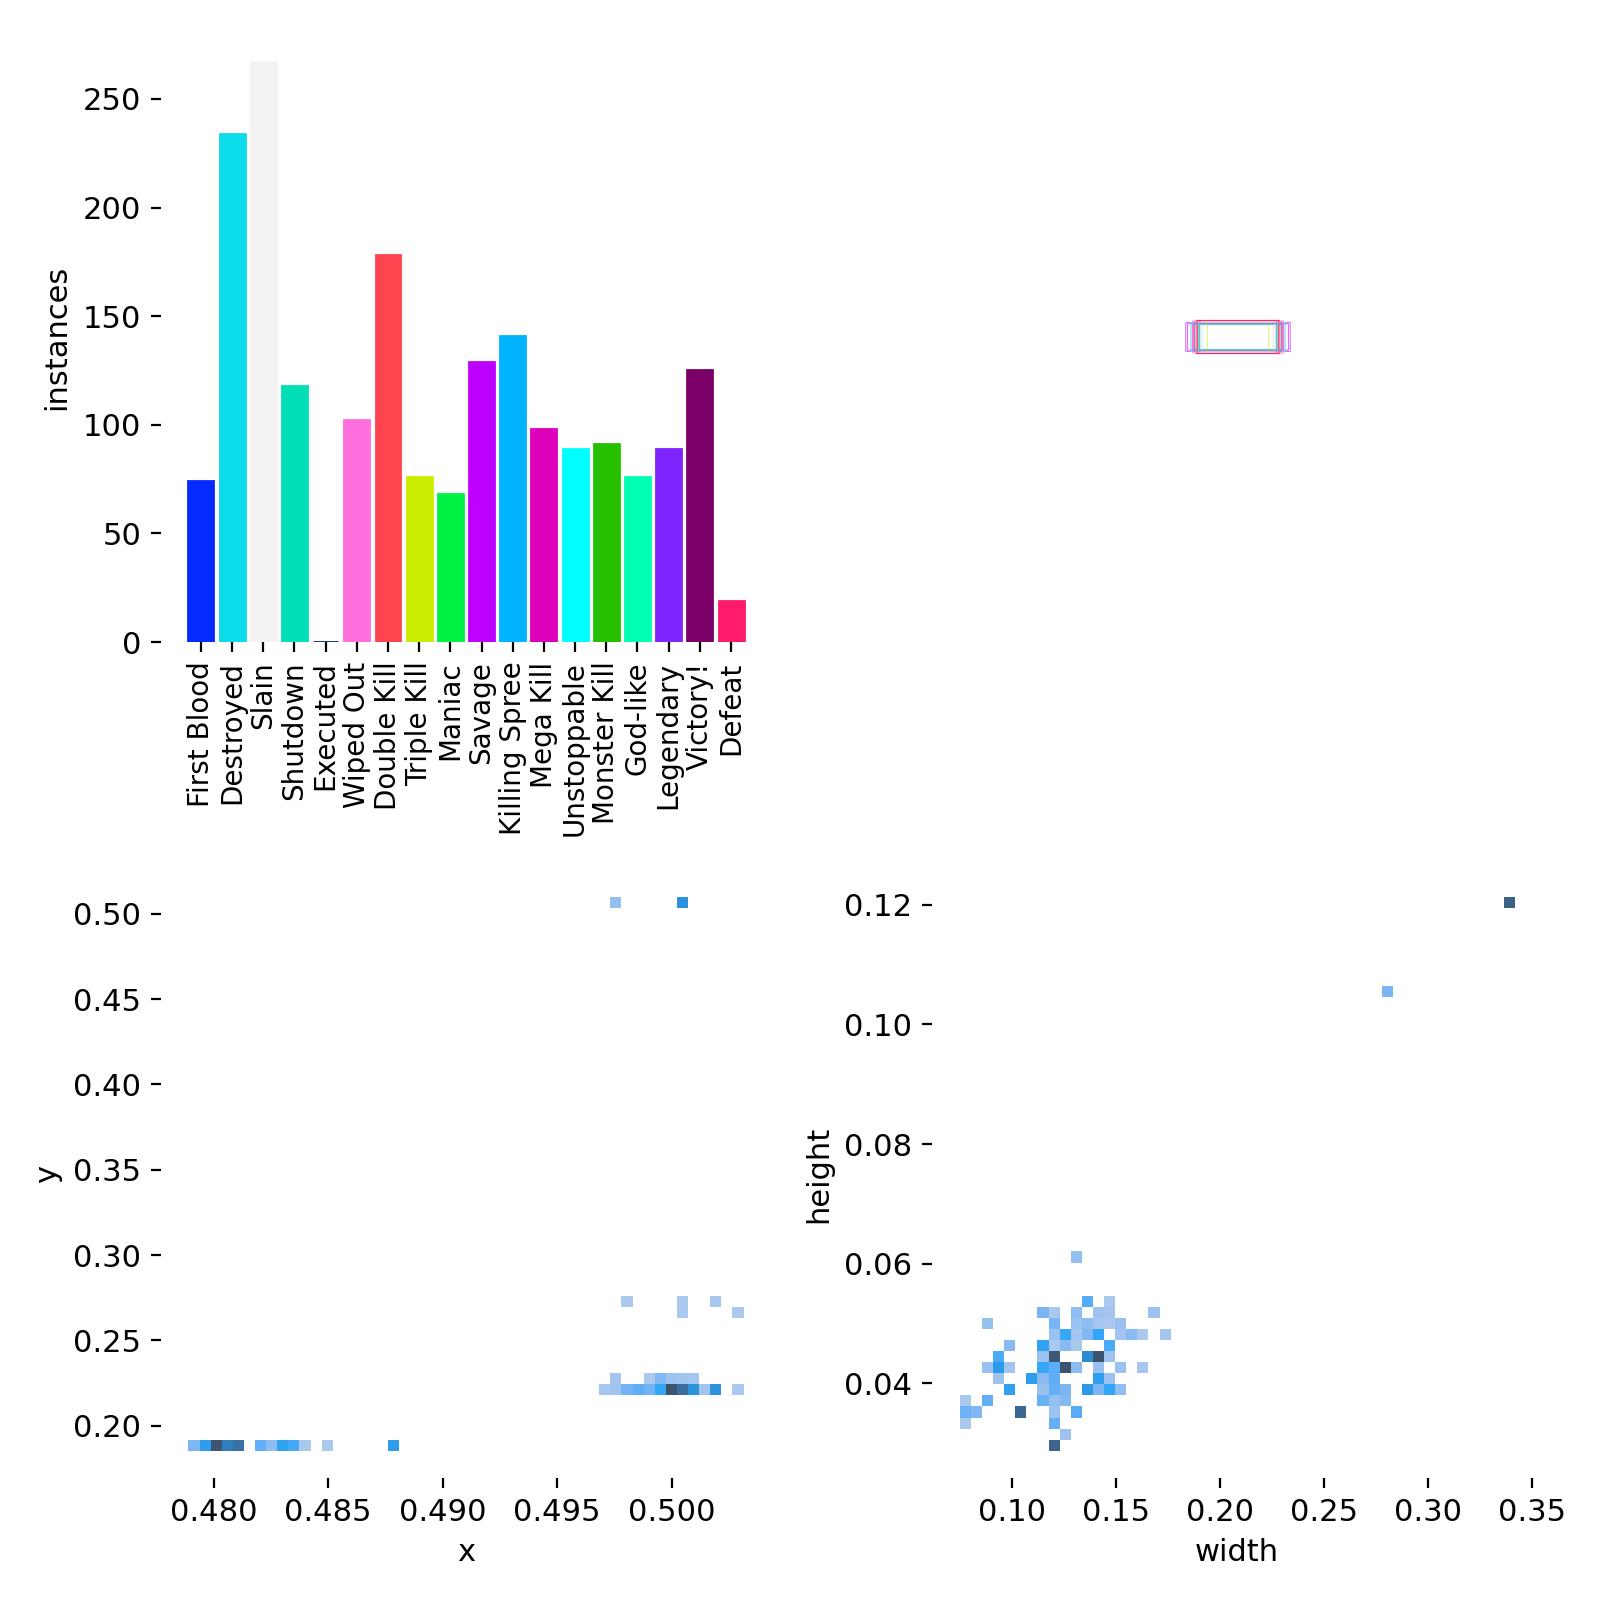 250
200
150
100
50
0
instances
First Blood
Destroyed
Slain
Shutdown
Executed
Wiped Out
Double Kill
Triple Kill
Maniac
Savage
Killing Spree
Mega Kill
Unstoppable
Monster Kill
God-like
Legendary
Victory!
Defeat
0.50
0.45
0.40
0.35
0.30
0.25
0.20
y
0.480 0.485 0.490 0.495 0.500
x
0.12
0.10
0.08
0.06
0.04
height
0.10 0.15 0.20 0.25 0.30 0.35
width